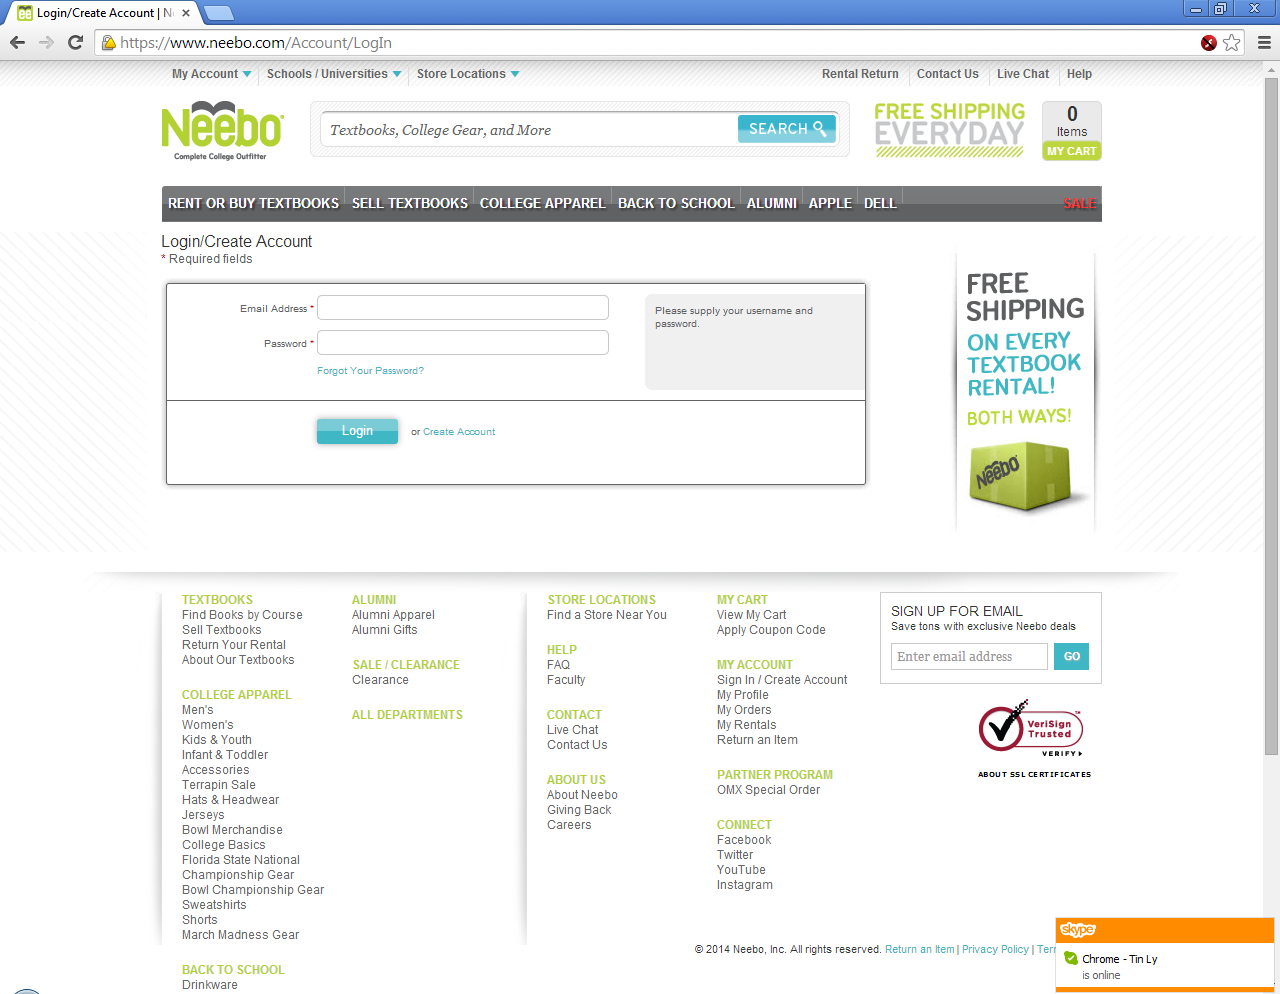 Login/Create Account | N
https://www.neebo.com/Account/LogIn
My Account Schools / Universities Store Locations Rental Return Contact Us Live Chat Help
Neebo
Complete College Outfitter
Textbooks, College Gear, and More SEARCH
FREE SHIPPING
EVERYDAY
0
Items
MY CART
RENT OR BUY TEXTBOOKS SELL TEXTBOOKS COLLEGE APPAREL BACK TO SCHOOL ALUMNI APPLE DELL SALE
Login/Create Account
* Required fields
Email Address *
Password *
Forgot Your Password?
Please supply your username and
password.
Login or Create Account
FREE
SHIPPING
ON EVERY
TEXTBOOK
RENTAL!
BOTH WAYS!
Neebo
TEXTBOOKS
Find Books by Course
Sell Textbooks
Return Your Rental
About Our Textbooks
COLLEGE APPAREL
Men's
Women's
Kids & Youth
Infant & Toddler
Accessories
Terrapin Sale
Hats & Headwear
Jerseys
Bowl Merchandise
College Basics
Florida State National
Championship Gear
Bowl Championship Gear
Sweatshirts
Shorts
March Madness Gear
BACK TO SCHOOL
Drinkware
ALUMNI
Alumni Apparel
Alumni Gifts
SALE / CLEARANCE
Clearance
ALL DEPARTMENTS
STORE LOCATIONS
Find a Store Near You
HELP
FAQ
Faculty
CONTACT
Live Chat
Contact Us
ABOUT US
About Neebo
Giving Back
Careers
MY CART
View My Cart
Apply Coupon Code
MY ACCOUNT
Sign In / Create Account
My Profile
My Orders
My Rentals
Return an Item
PARTNER PROGRAM
OMX Special Order
CONNECT
Facebook
Twitter
YouTube
Instagram
SIGN UP FOR EMAIL
Save tons with exclusive Neebo deals
Enter email address GO
VeriSign
Trusted
VERIFY
ABOUT SSL CERTIFICATES
© 2014 Neebo, Inc. All rights reserved. Return an Item | Privacy Policy | Ter
skype
Chrome - Tin Ly
is online